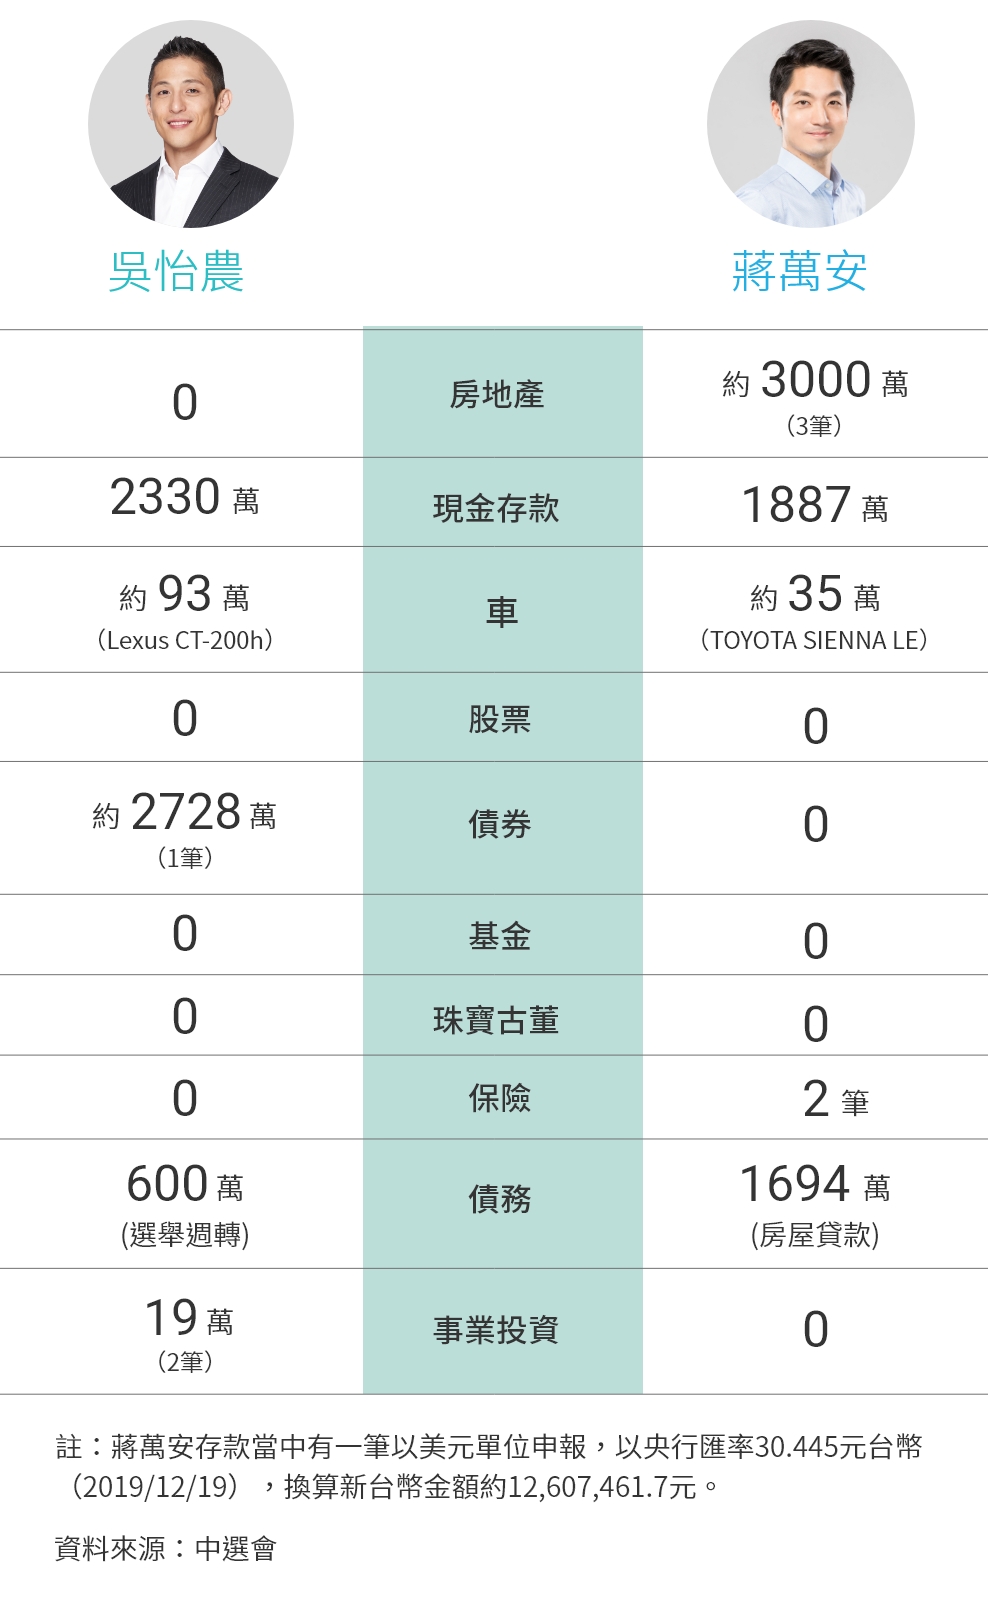 吳怡農
蔣萬安
0
房地產
約 3000 萬
（3筆）
2330 萬
現金存款
1887 萬
約 93 萬
（Lexus CT-200h）
車
約 35 萬
（TOYOTA SIENNA LE）
0
股票
0
約 2728 萬
（1筆）
債券
0
0
基金
0
0
珠寶古董
0
0
保險
2 筆
600 萬
(選舉週轉)
債務
1694 萬
(房屋貸款)
19 萬
（2筆）
事業投資
0
註：蔣萬安存款當中有一筆以美元單位申報，以央行匯率30.445元台幣
（2019/12/19），換算新台幣金額約12,607,461.7元。
資料來源：中選會